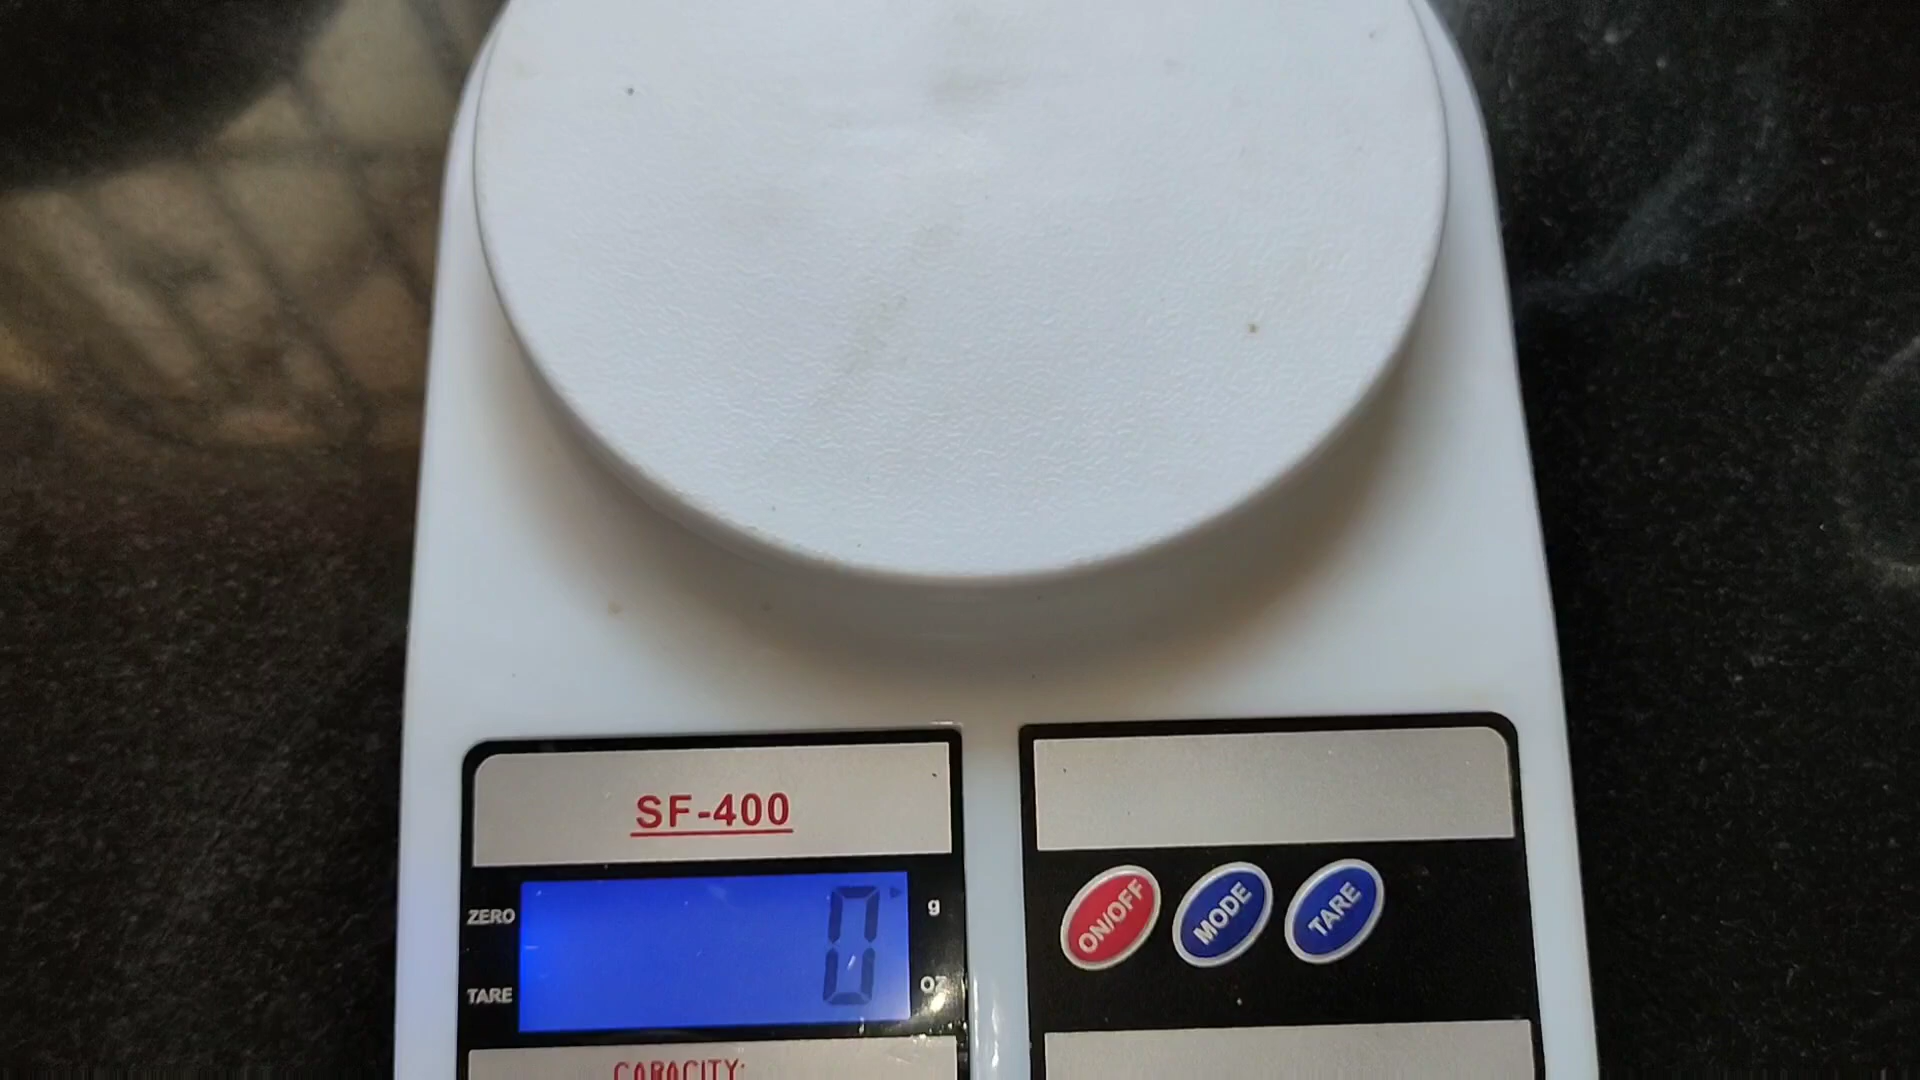 SF-400
ZERO
TARE
0
g
oz
ON/OFF
MODE
TARE
CAPACITY: